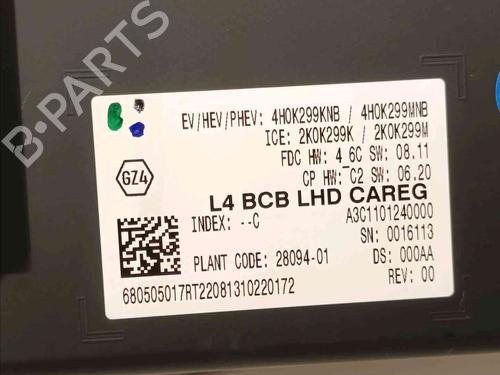 EV/HEV/PHEV: 4H0K299KNB / 4H0K299MNB
ICE: 2K0K299K / 2K0K299M
FDC HW: 4_6C SW: 08.11
CP HW: C2 SW: 06.20
GZ4
L4 BCB LHD CAREG
INDEX: --C
A3C1101240000
SN: 0016113
PLANT CODE: 28094-01
DS: 000AA
REV: 00
680505017RT22081310220172